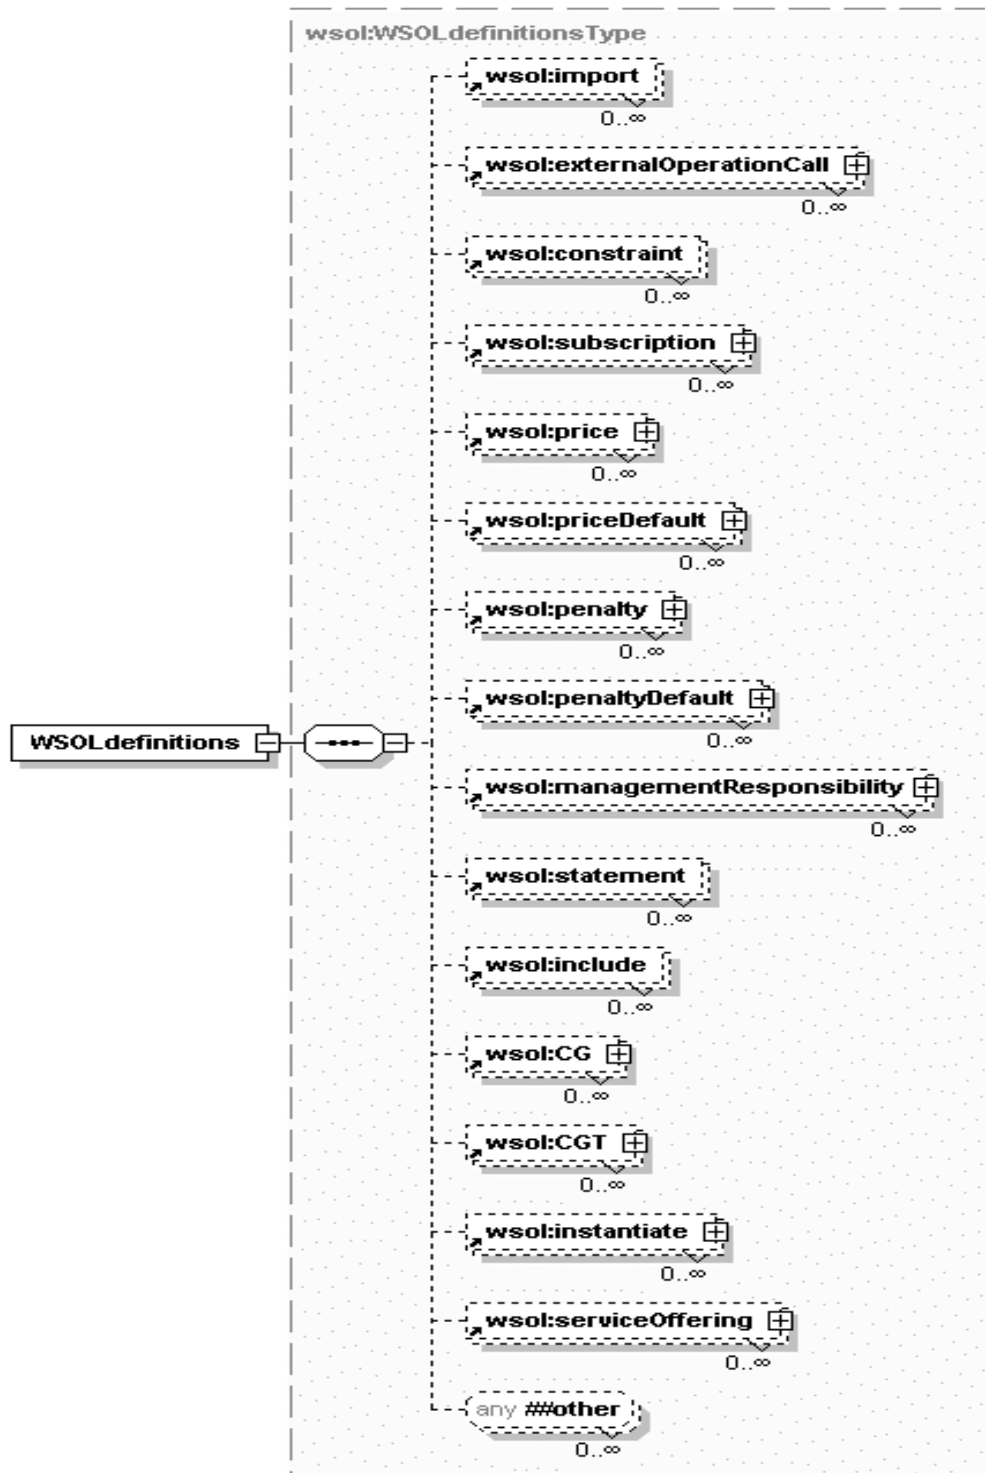 wsol:WSOLdefinitionsType
wsol:import
0..∞
wsol:externalOperationCall
0..∞
wsol:constraint
0..∞
wsol:subscription
0..∞
wsol:price
0..∞
wsol:priceDefault
0..∞
wsol:penalty
0..∞
wsol:penaltyDefault
0..∞
WSOLdefinitions
wsol:managementResponsibility
0..∞
wsol:statement
0..∞
wsol:include
0..∞
wsol:CG
0..∞
wsol:CGT
0..∞
wsol:instantiate
0..∞
wsol:serviceOffering
0..∞
any ##other
0..∞